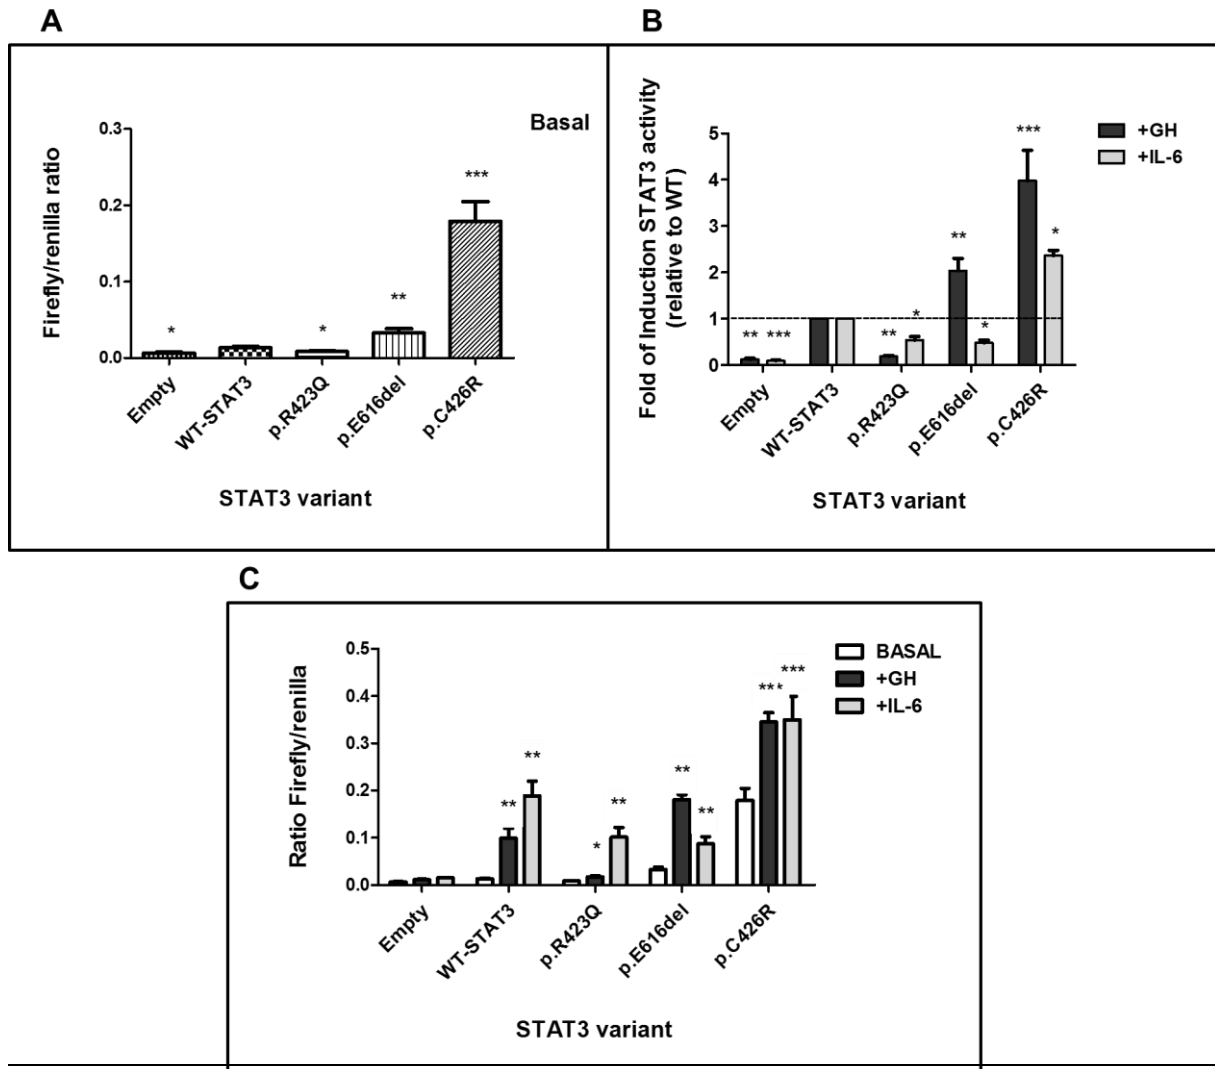 A
B
Basal
Firefly/renilla ratio
0.3
0.2
0.1
0.0
*
*
**
***
Empty
WT-STAT3
p.R423Q
p.E616del
p.C426R
STAT3 variant
Fold of Induction STAT3 activity
(relative to WT)
5
4
3
2
1
0
** ***
**
*
**
*
***
*
+GH
+IL-6
Empty
WT-STAT3
p.R423Q
p.E616del
p.C426R
STAT3 variant
C
Ratio Firefly/renilla
0.5
0.4
0.3
0.2
0.1
0.0
**
**
*
**
**
**
***
***
BASAL
+GH
+IL-6
Empty
WT-STAT3
p.R423Q
p.E616del
p.C426R
STAT3 variant